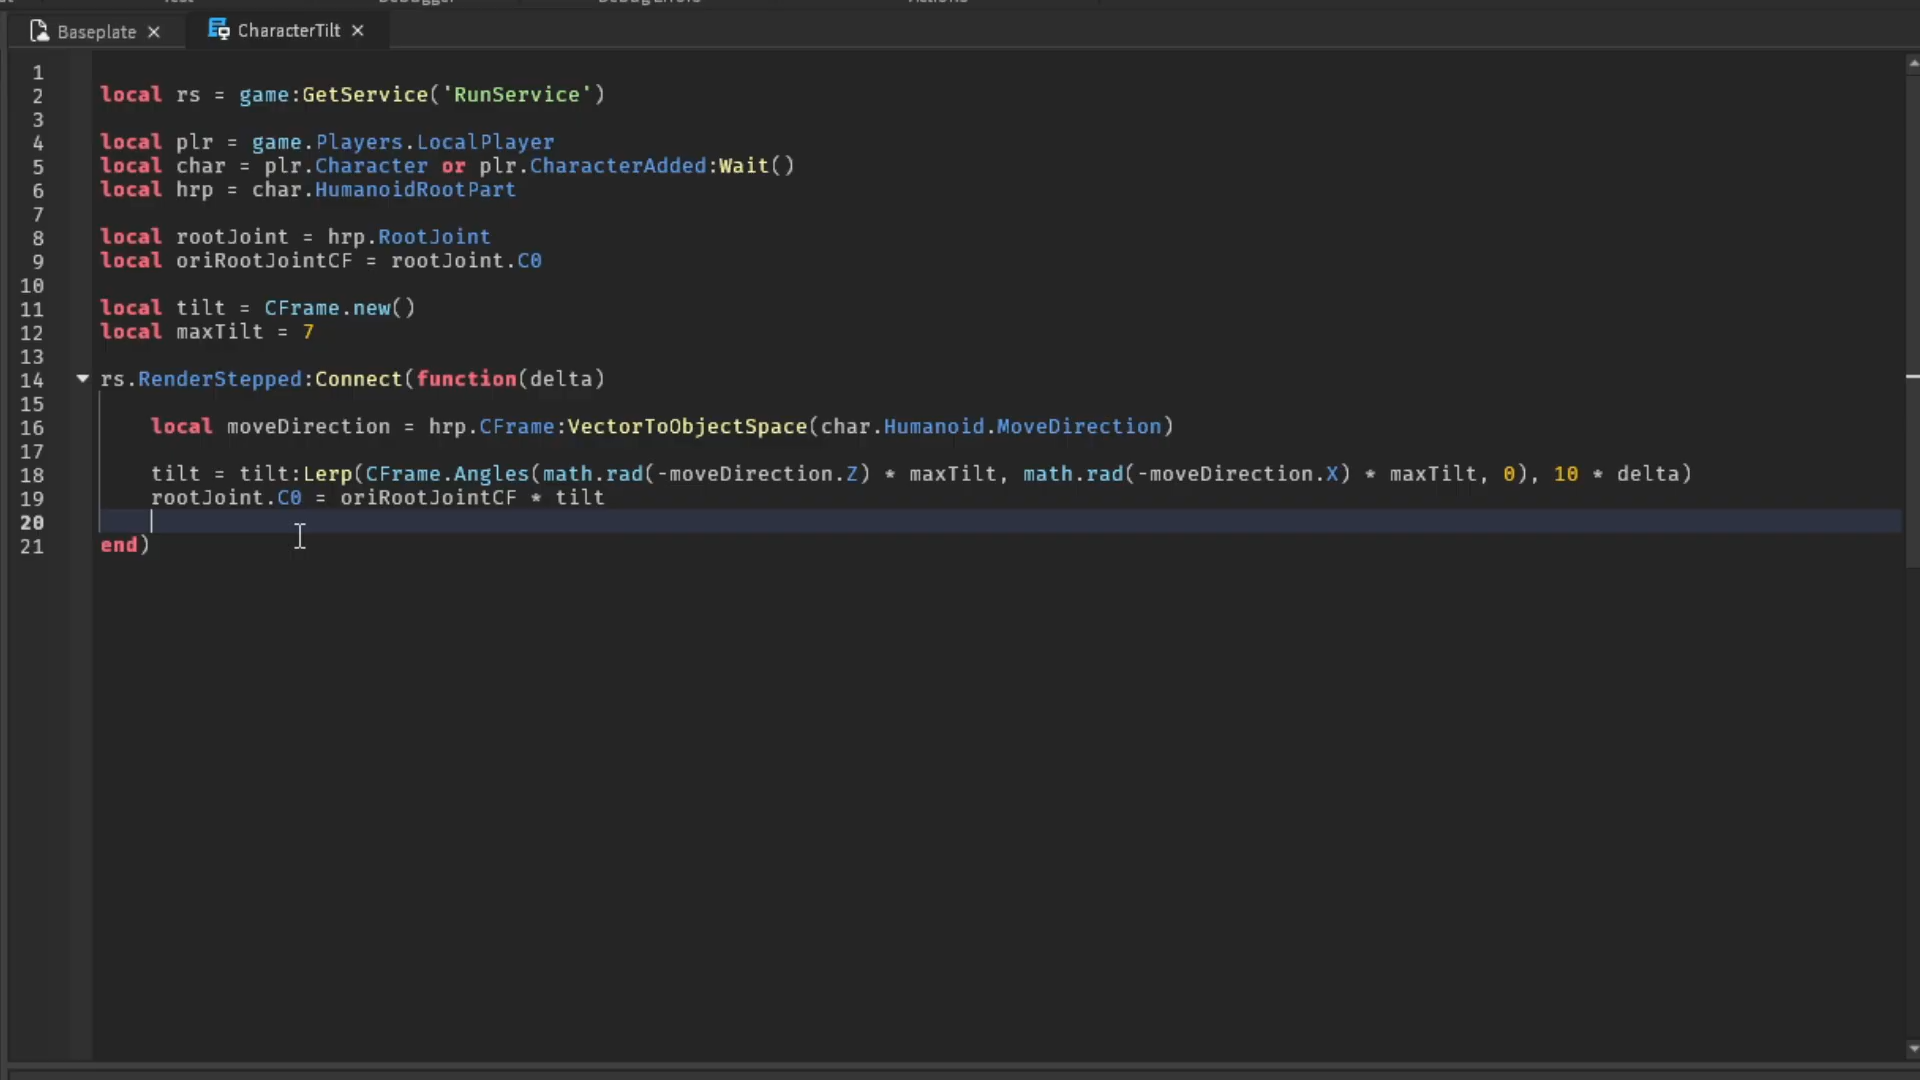 Baseplate
CharacterTilt
1
2 local rs = game:GetService('RunService')
3
4 local plr = game.Players.LocalPlayer
5 local char = plr.Character or plr.CharacterAdded:Wait()
6 local hrp = char.HumanoidRootPart
7
8 local rootJoint = hrp.RootJoint
9 local oriRootJointCF = rootJoint.C0
10
11 local tilt = CFrame.new()
12 local maxTilt = 7
13
14 rs.RenderStepped:Connect(function(delta)
15
16 local moveDirection = hrp.CFrame:VectorToObjectSpace(char.Humanoid.MoveDirection)
17
18 tilt = tilt:Lerp(CFrame.Angles(math.rad(-moveDirection.Z) * maxTilt, math.rad(-moveDirection.X) * maxTilt, 0), 10 * delta)
19 rootJoint.C0 = oriRootJointCF * tilt
20
21 end)